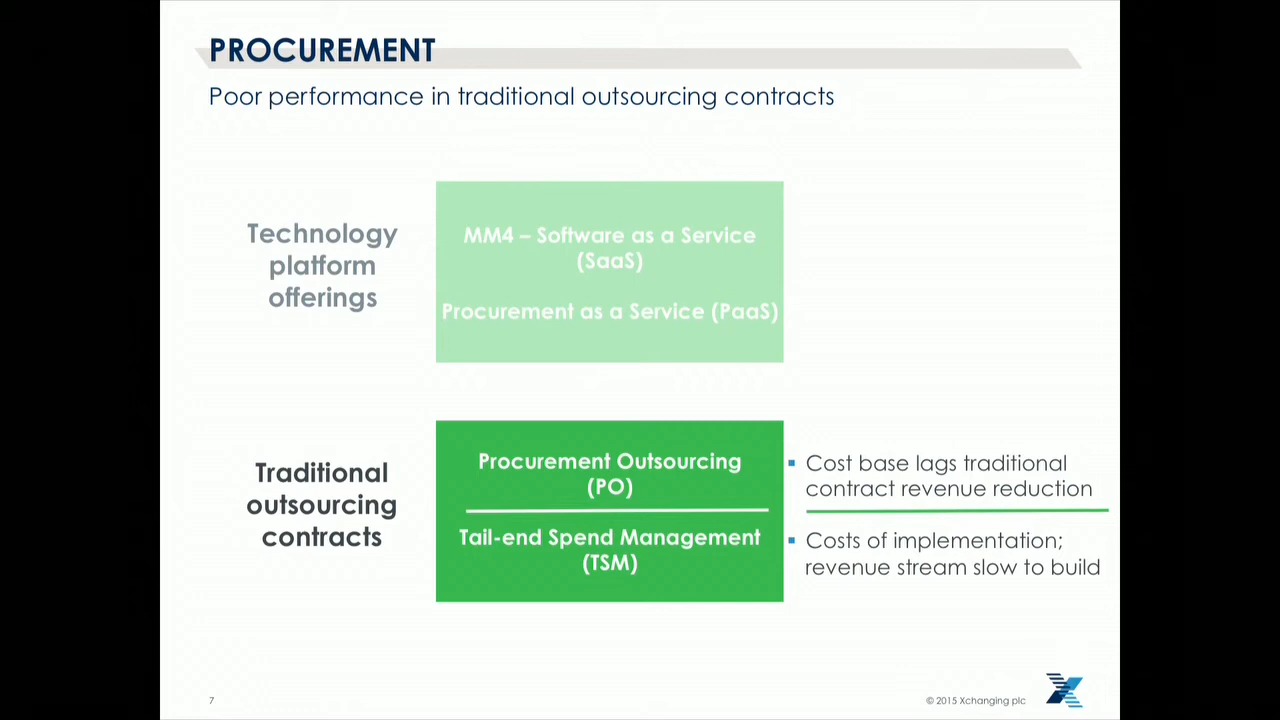 PROCUREMENT
Poor performance in traditional outsourcing contracts
Technology
platform
offerings
MM4 – Software as a Service
(SaaS)
Procurement as a Service (PaaS)
Traditional
outsourcing
contracts
Procurement Outsourcing
(PO)
Tail-end Spend Management
(TSM)
Cost base lags traditional
contract revenue reduction
Costs of implementation;
revenue stream slow to build
7
© 2015 Xchanging plc